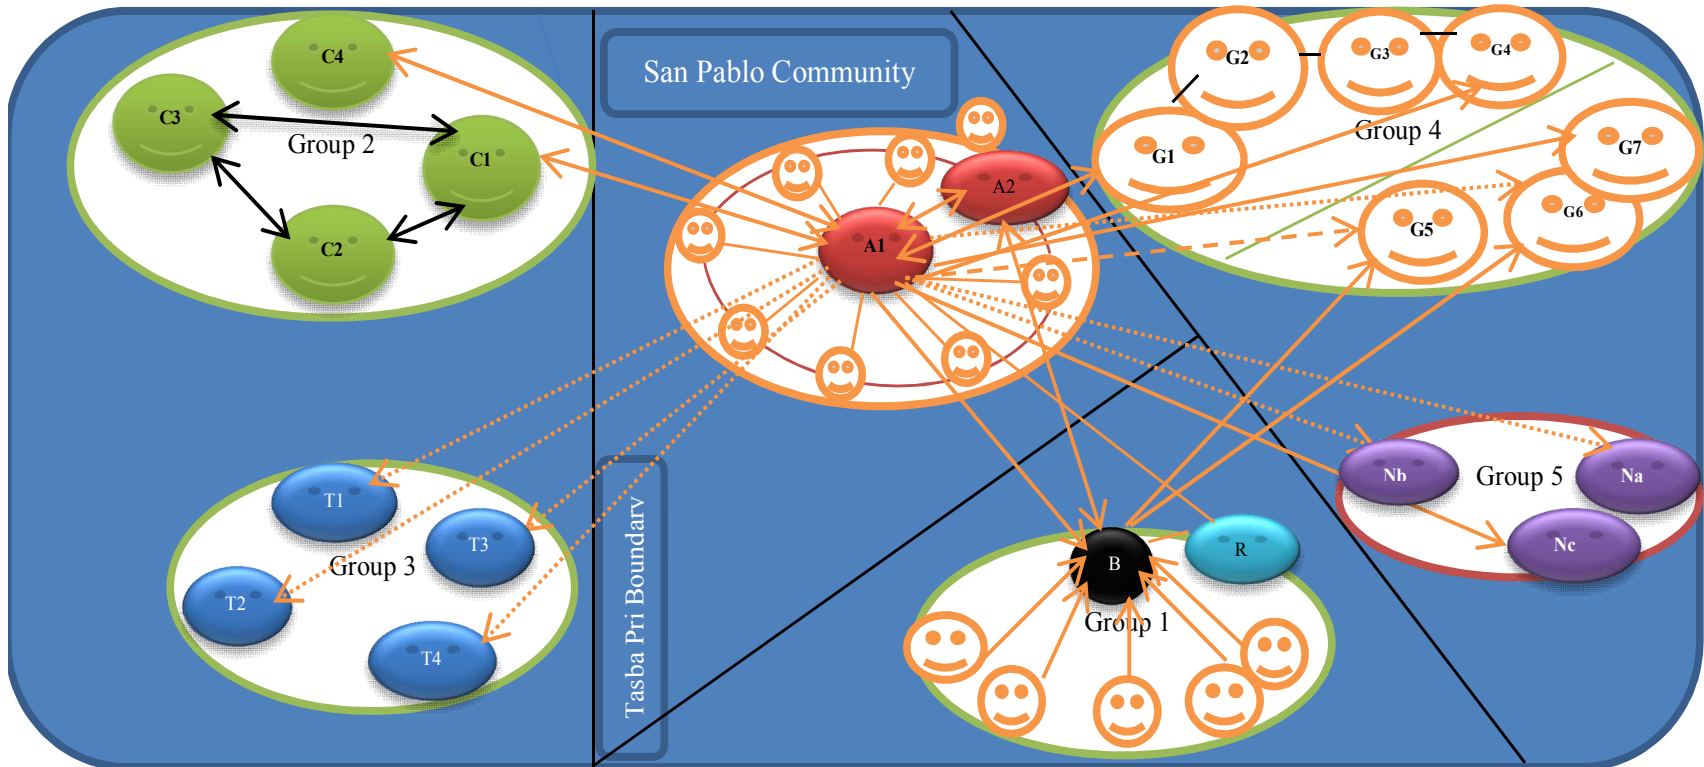 San Pablo Community
C4
C3
Group 2
C1
C2
A2
A1
G2
G3
G4
Group 4
G1
G7
G6
G5
T1
T3
Group 3
T2
T4
Tasba Pri Boundary
B
R
Group 1
Nb
Group 5
Na
Nc